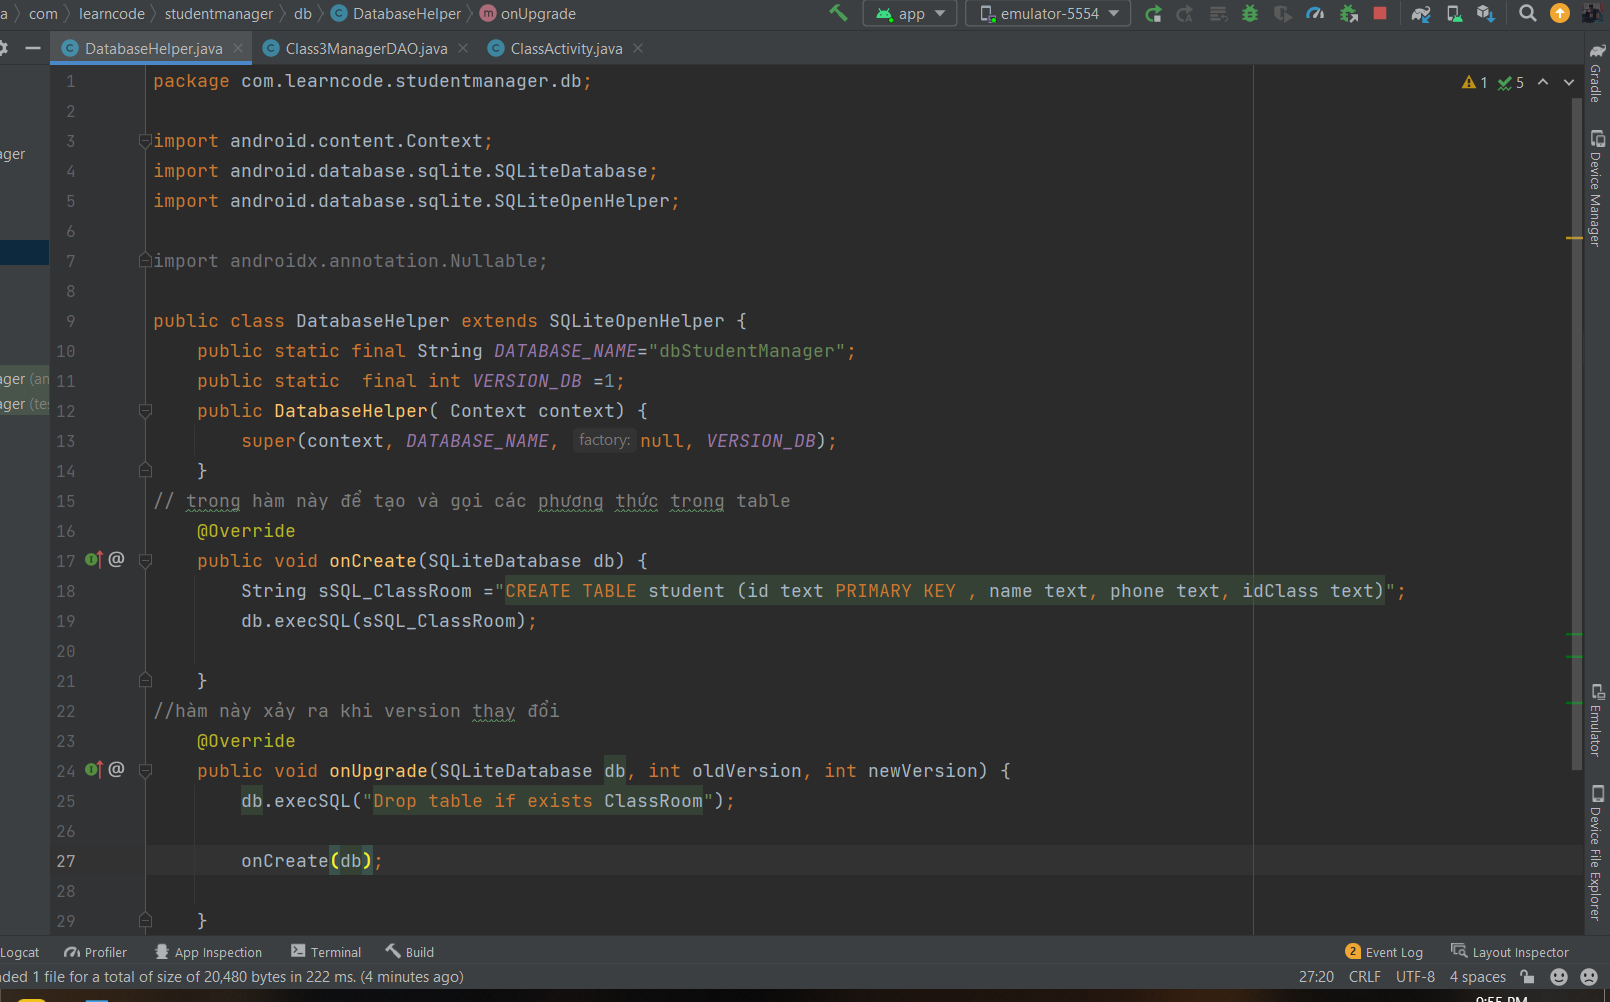 a com learncode studentmanager db DatabaseHelper onUpgrade app emulator-5554
DatabaseHelper.java Class3ManagerDAO.java ClassActivity.java
1 package com.learncode.studentmanager.db;
1 5
2
3 import android.content.Context;
4 import android.database.sqlite.SQLiteDatabase;
5 import android.database.sqlite.SQLiteOpenHelper;
6
7 import androidx.annotation.Nullable;
8
9 public class DatabaseHelper extends SQLiteOpenHelper {
10 public static final String DATABASE_NAME="dbStudentManager";
11 public static  final int VERSION_DB =1;
12 public DatabaseHelper( Context context) {
13 super(context, DATABASE_NAME, factory: null, VERSION_DB);
14 }
15 // trong hàm này để tạo và gọi các phương thức trong table
16 @Override
17 public void onCreate(SQLiteDatabase db) {
18 String sSQL_ClassRoom ="CREATE TABLE student (id text PRIMARY KEY , name text, phone text, idClass text)";
19 db.execSQL(sSQL_ClassRoom);
20
21 }
22 //hàm này xảy ra khi version thay đổi
23 @Override
24 public void onUpgrade(SQLiteDatabase db, int oldVersion, int newVersion) {
25 db.execSQL("Drop table if exists ClassRoom");
26
27 onCreate(db);
28
29 }
ager
ager (an
ager (tes
Gradle
Device Manager
Emulator
Device File Explorer
Logcat Profiler App Inspection Terminal Build 2 Event Log Layout Inspector
ded 1 file for a total of size of 20,480 bytes in 222 ms. (4 minutes ago) 27:20 CRLF UTF-8 4 spaces
9:55 PM